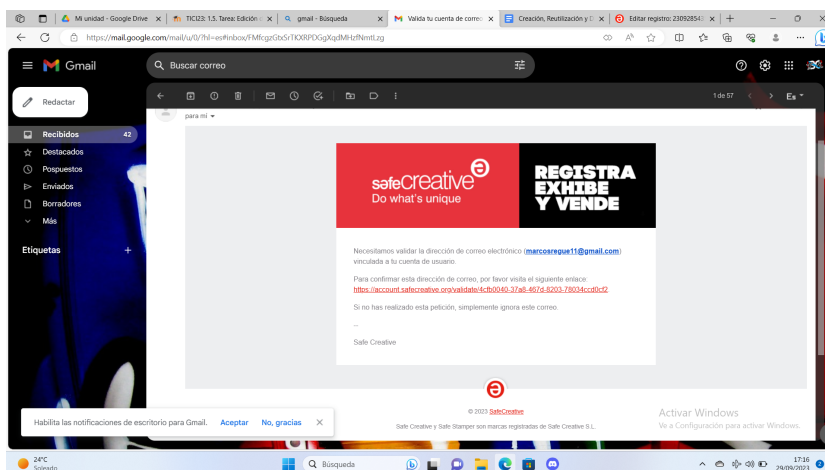 Mi unidad - Google Drive
TICI23: 1.5. Tarea: Edición
gmail - Búsqueda
Valida tu cuenta de corre
Creación, Reutilización y D
Editar registro: 230928543
https://mail.google.com/mail/u/0/?hl=es#inbox/FMfcgzGtxSrTKXRPDGgXqdMHzfNmtLzg
Gmail
Buscar correo
Redactar
1 de 57
Es
Recibidos 42
Destacados
Pospuestos
Enviados
Borradores
Más
Etiquetas
para mí
safeCreative
Do what's unique
REGISTRA
EXHIBE
Y VENDE
Necesitamos validar la dirección de correo electrónico (marcosregue11@gmail.com)
vinculada a tu cuenta de usuario.
Para confirmar esta dirección de correo, por favor visita el siguiente enlace:
https://account.safecreative.org/validate/4cfb0040-37a8-467d-8203-78034ccd0cf2
Si no has realizado esta petición, simplemente ignora este correo.
--
Safe Creative
© 2023 SafeCreative
Safe Creative y Safe Stamper son marcas registradas de Safe Creative S.L.
Habilita las notificaciones de escritorio para Gmail. Aceptar No, gracias
Activar Windows
Ve a Configuración para activar Windows.
24°C
Soleado
Búsqueda
17:16
29/09/2023